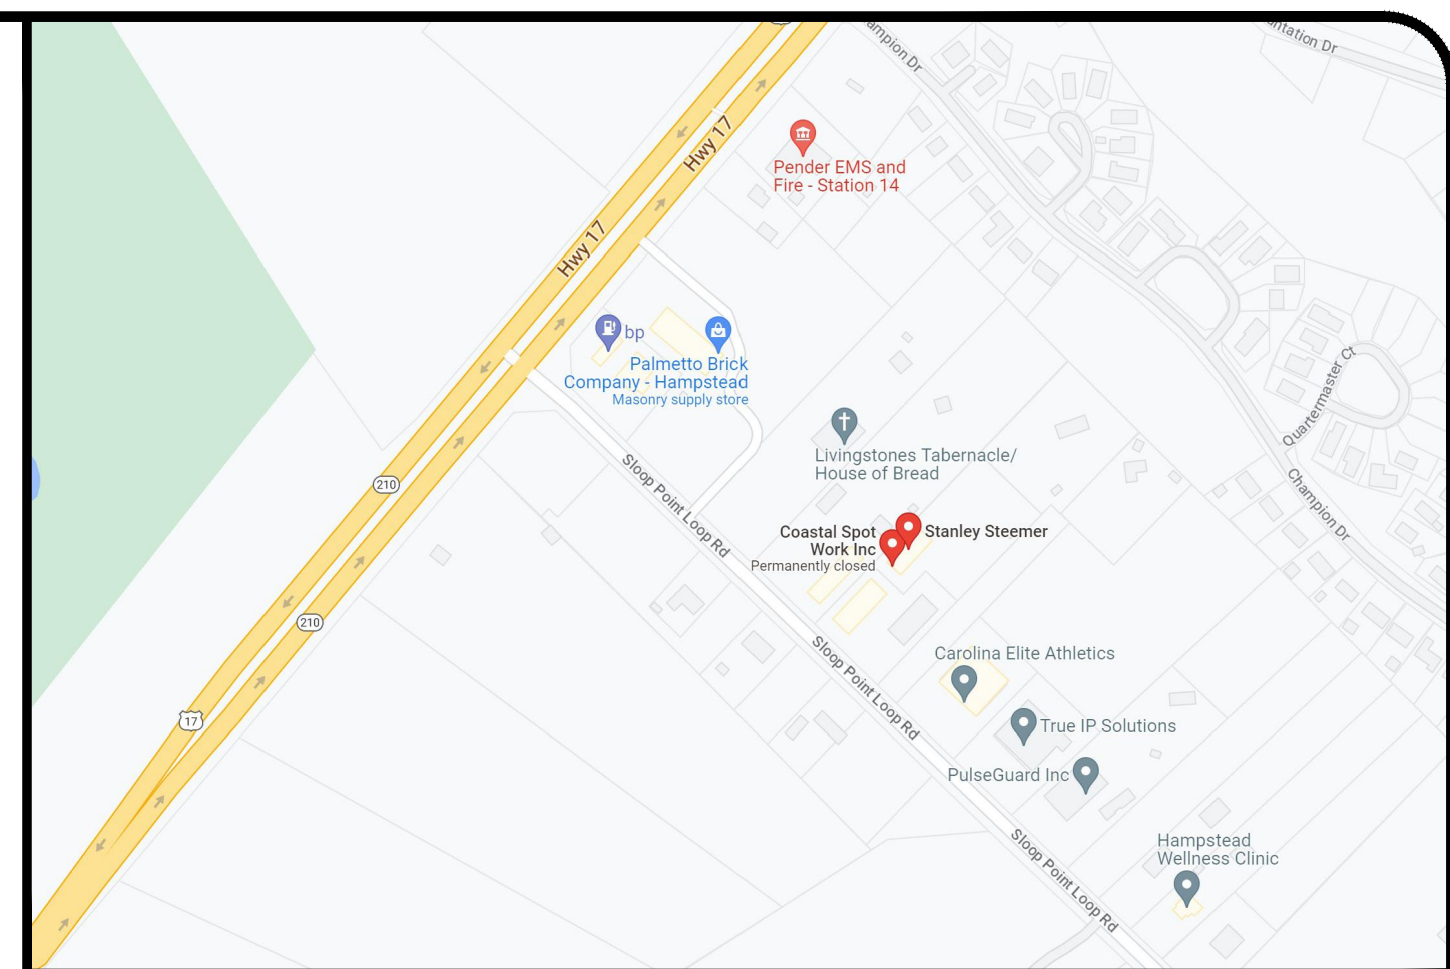 ampion Dr
ntation Dr
Hwy 17
Pender EMS and
Fire - Station 14
Hwy 17
bp
Palmetto Brick
Company - Hampstead
Masonry supply store
Quartermaster Ct
Livingstones Tabernacle/
House of Bread
210
Sloop Point Loop Rd
Champion Dr
Coastal Spot
Work Inc
Permanently closed
Stanley Steemer
210
Sloop Point Loop Rd
Carolina Elite Athletics
17
True IP Solutions
PulseGuard Inc
Hampstead
Wellness Clinic
Sloop Point Loop Rd